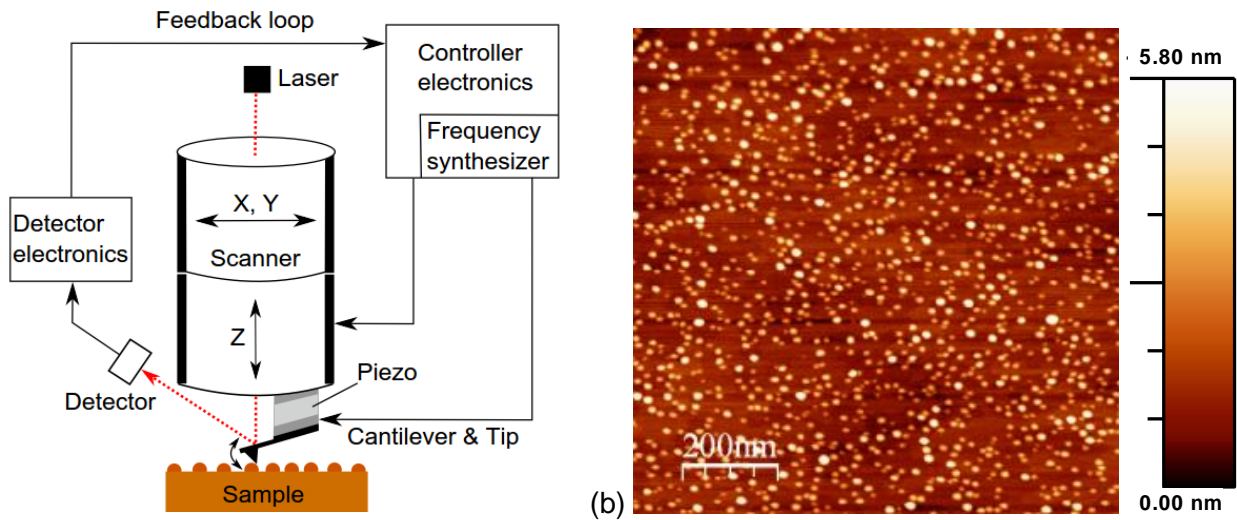 Feedback loop
Laser
Controller
electronics
Frequency
synthesizer
X, Y
Scanner
Detector
electronics
Z
Detector
Piezo
Cantilever & Tip
Sample
(b)
200nm
5.80 nm
0.00 nm